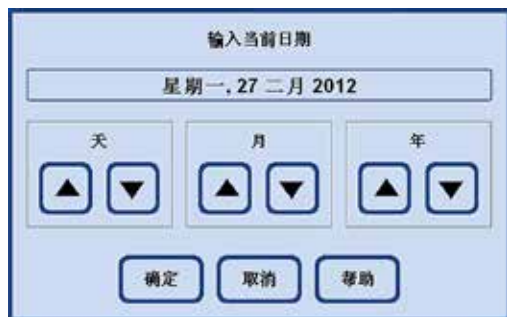 输入当前日期
星期一, 27 二月 2012
天 月 年
确定 取消 帮助